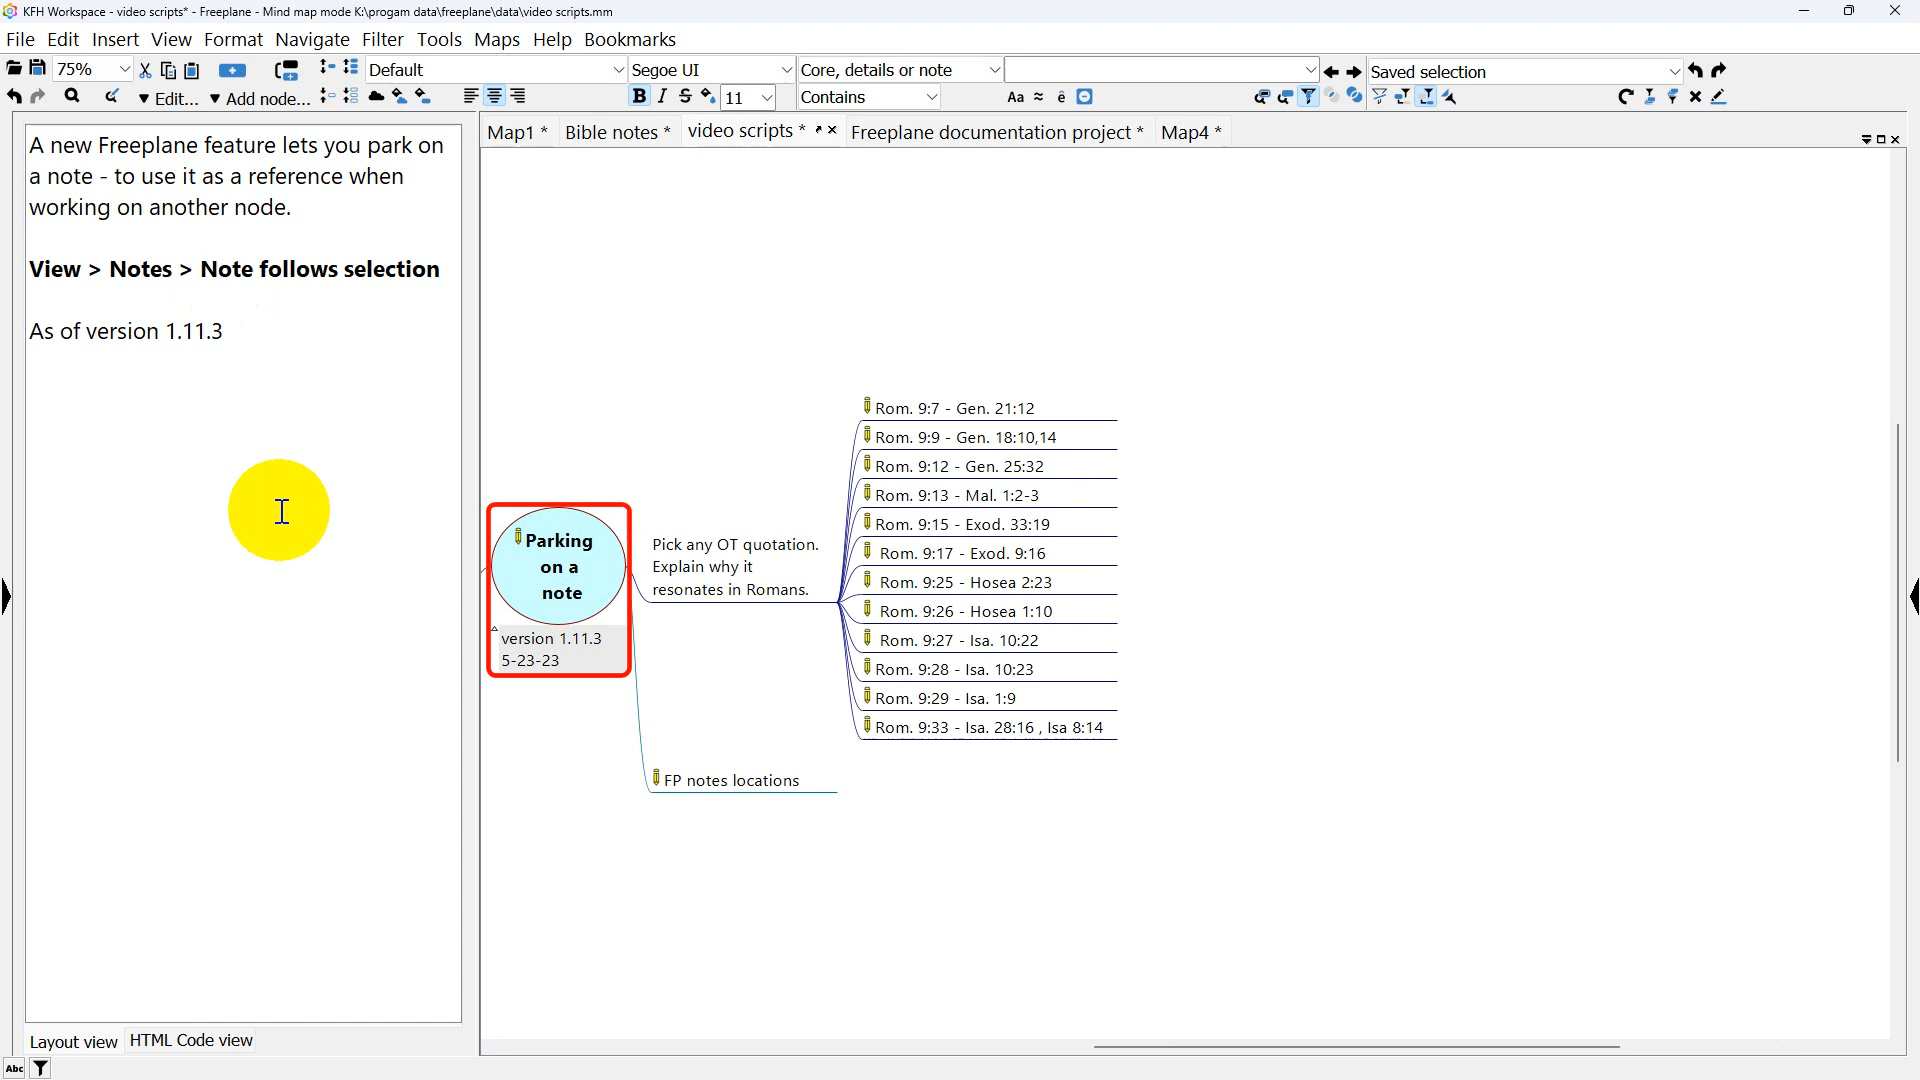 KFH Workspace - video scripts* - Freeplane - Mind map mode K:\progam data\freeplane\data\video scripts.mm
File Edit Insert View Format Navigate Filter Tools Maps Help Bookmarks
75% Default Segoe UI Core, details or note Saved selection
Edit... Add node... B I S 11 Contains Aa ≈ ê
Map1 * Bible notes * video scripts * Freeplane documentation project * Map4 *
A new Freeplane feature lets you park on
a note - to use it as a reference when
working on another node.
View > Notes > Note follows selection
As of version 1.11.3
Parking
on a
note
version 1.11.3
5-23-23
Pick any OT quotation.
Explain why it
resonates in Romans.
Rom. 9:7 - Gen. 21:12
Rom. 9:9 - Gen. 18:10,14
Rom. 9:12 - Gen. 25:32
Rom. 9:13 - Mal. 1:2-3
Rom. 9:15 - Exod. 33:19
Rom. 9:17 - Exod. 9:16
Rom. 9:25 - Hosea 2:23
Rom. 9:26 - Hosea 1:10
Rom. 9:27 - Isa. 10:22
Rom. 9:28 - Isa. 10:23
Rom. 9:29 - Isa. 1:9
Rom. 9:33 - Isa. 28:16 , Isa 8:14
FP notes locations
Layout view HTML Code view
Abc